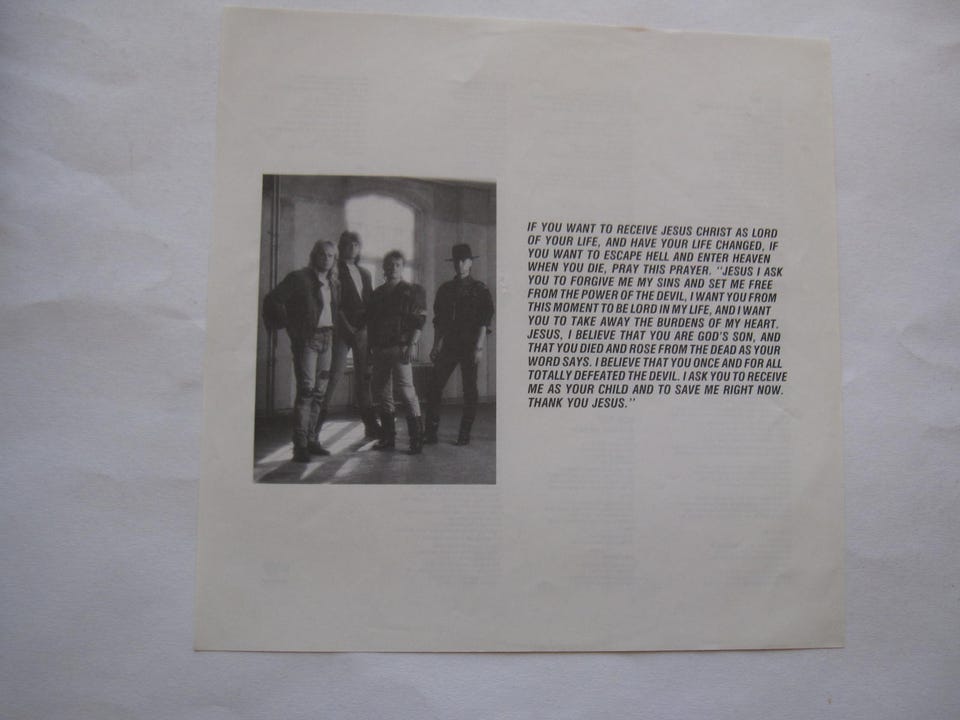 IF YOU WANT TO RECEIVE JESUS CHRIST AS LORD
OF YOUR LIFE, AND HAVE YOUR LIFE CHANGED, IF
YOU WANT TO ESCAPE HELL AND ENTER HEAVEN
WHEN YOU DIE, PRAY THIS PRAYER. "JESUS I ASK
YOU TO FORGIVE ME MY SINS AND SET ME FREE
FROM THE POWER OF THE DEVIL, I WANT YOU FROM
THIS MOMENT TO BE LORD IN MY LIFE, AND I WANT
YOU TO TAKE AWAY THE BURDENS OF MY HEART.
JESUS, I BELIEVE THAT YOU ARE GOD'S SON, AND
THAT YOU DIED AND ROSE FROM THE DEAD AS YOUR
WORD SAYS. I BELIEVE THAT YOU ONCE AND FOR ALL
TOTALLY DEFEATED THE DEVIL. I ASK YOU TO RECEIVE
ME AS YOUR CHILD AND TO SAVE ME RIGHT NOW.
THANK YOU JESUS."